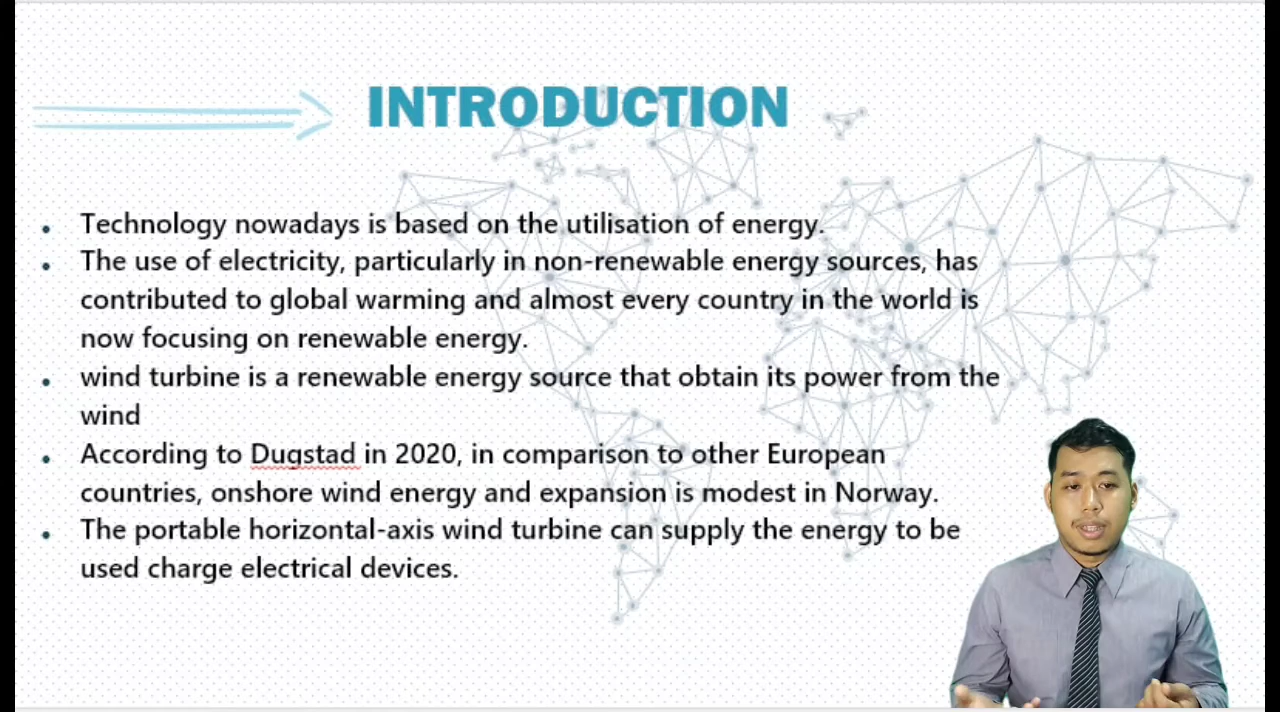 INTRODUCTION
Technology nowadays is based on the utilisation of energy.
The use of electricity, particularly in non-renewable energy sources, has
contributed to global warming and almost every country in the world is
now focusing on renewable energy.
wind turbine is a renewable energy source that obtain its power from the
wind
According to Dugstad in 2020, in comparison to other European
countries, onshore wind energy and expansion is modest in Norway.
The portable horizontal-axis wind turbine can supply the energy to be
used charge electrical devices.